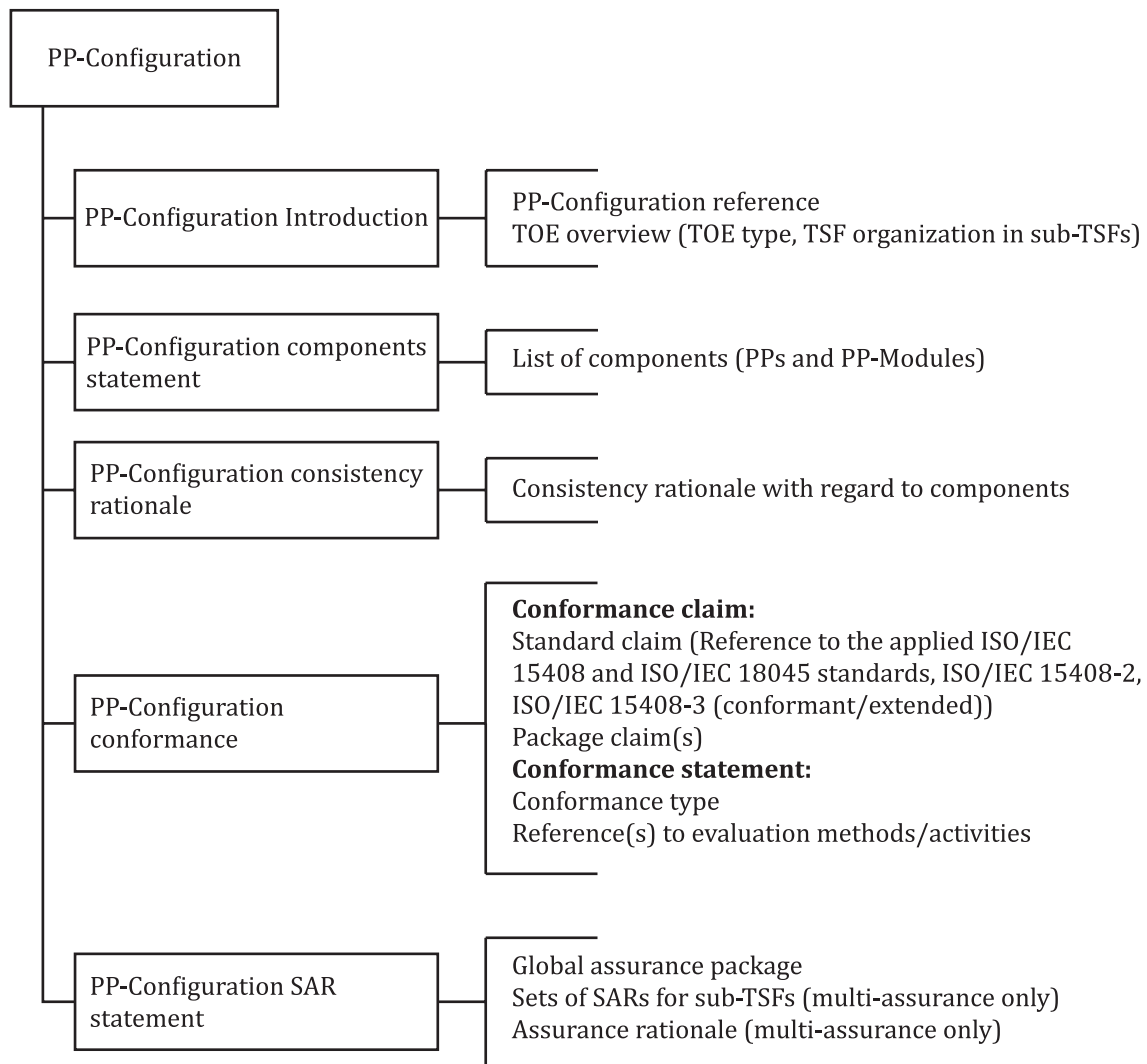 PP-Configuration
PP-Configuration Introduction
PP-Configuration reference
TOE overview (TOE type, TSF organization in sub-TSFs)
PP-Configuration components
statement
List of components (PPs and PP-Modules)
PP-Configuration consistency
rationale
Consistency rationale with regard to components
PP-Configuration
conformance
Conformance claim:
Standard claim (Reference to the applied ISO/IEC
15408 and ISO/IEC 18045 standards, ISO/IEC 15408-2,
ISO/IEC 15408-3 (conformant/extended))
Package claim(s)
Conformance statement:
Conformance type
Reference(s) to evaluation methods/activities
PP-Configuration SAR
statement
Global assurance package
Sets of SARs for sub-TSFs (multi-assurance only)
Assurance rationale (multi-assurance only)